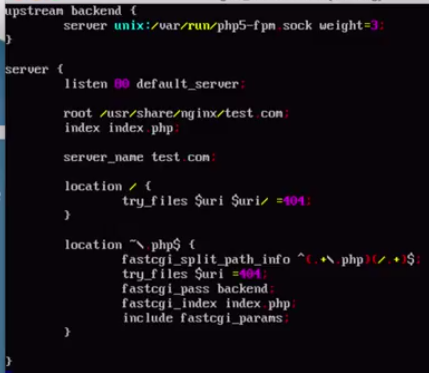 upstream backend {
server unix:/var/run/php5-fpm.sock weight=3;
}
server {
listen 80 default_server;
root /usr/share/nginx/test.com;
index index.php;
server_name test.com;
location / {
try_files $uri $uri/ =404;
}
location ~\.php$ {
fastcgi_split_path_info ^(.+\.php)(/.+)$;
try_files $uri =404;
fastcgi_pass backend;
fastcgi_index index.php;
include fastcgi_params;
}
}